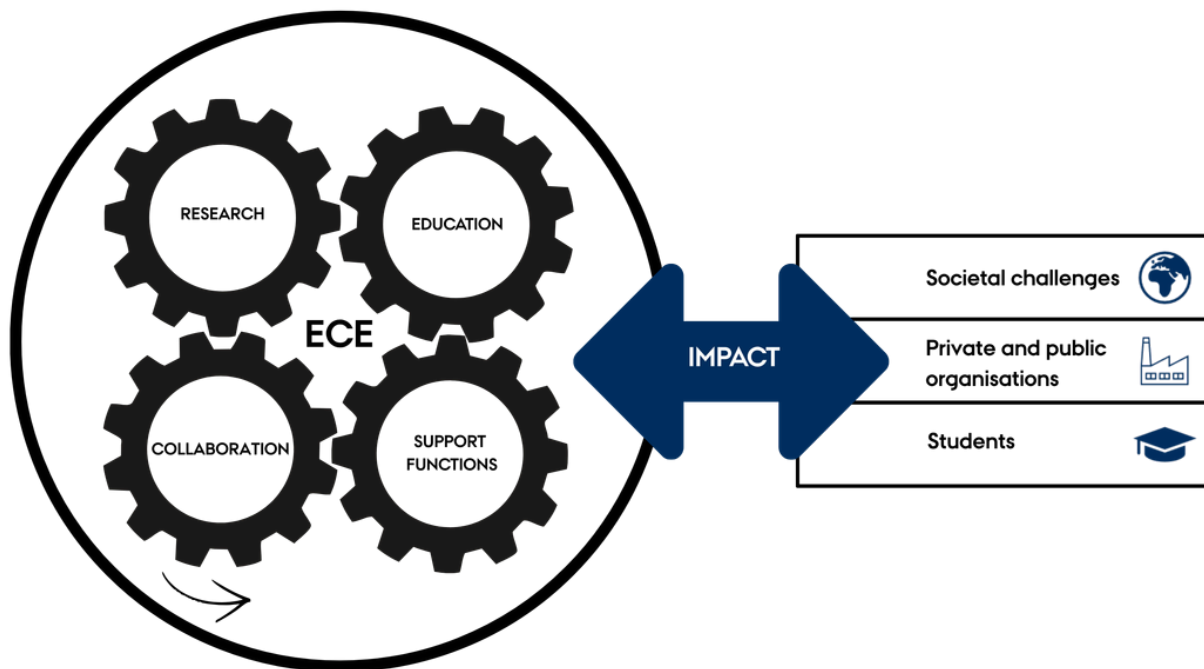 RESEARCH
EDUCATION
ECE
COLLABORATION
SUPPORT
FUNCTIONS
IMPACT
Societal challenges
Private and public
organisations
Students